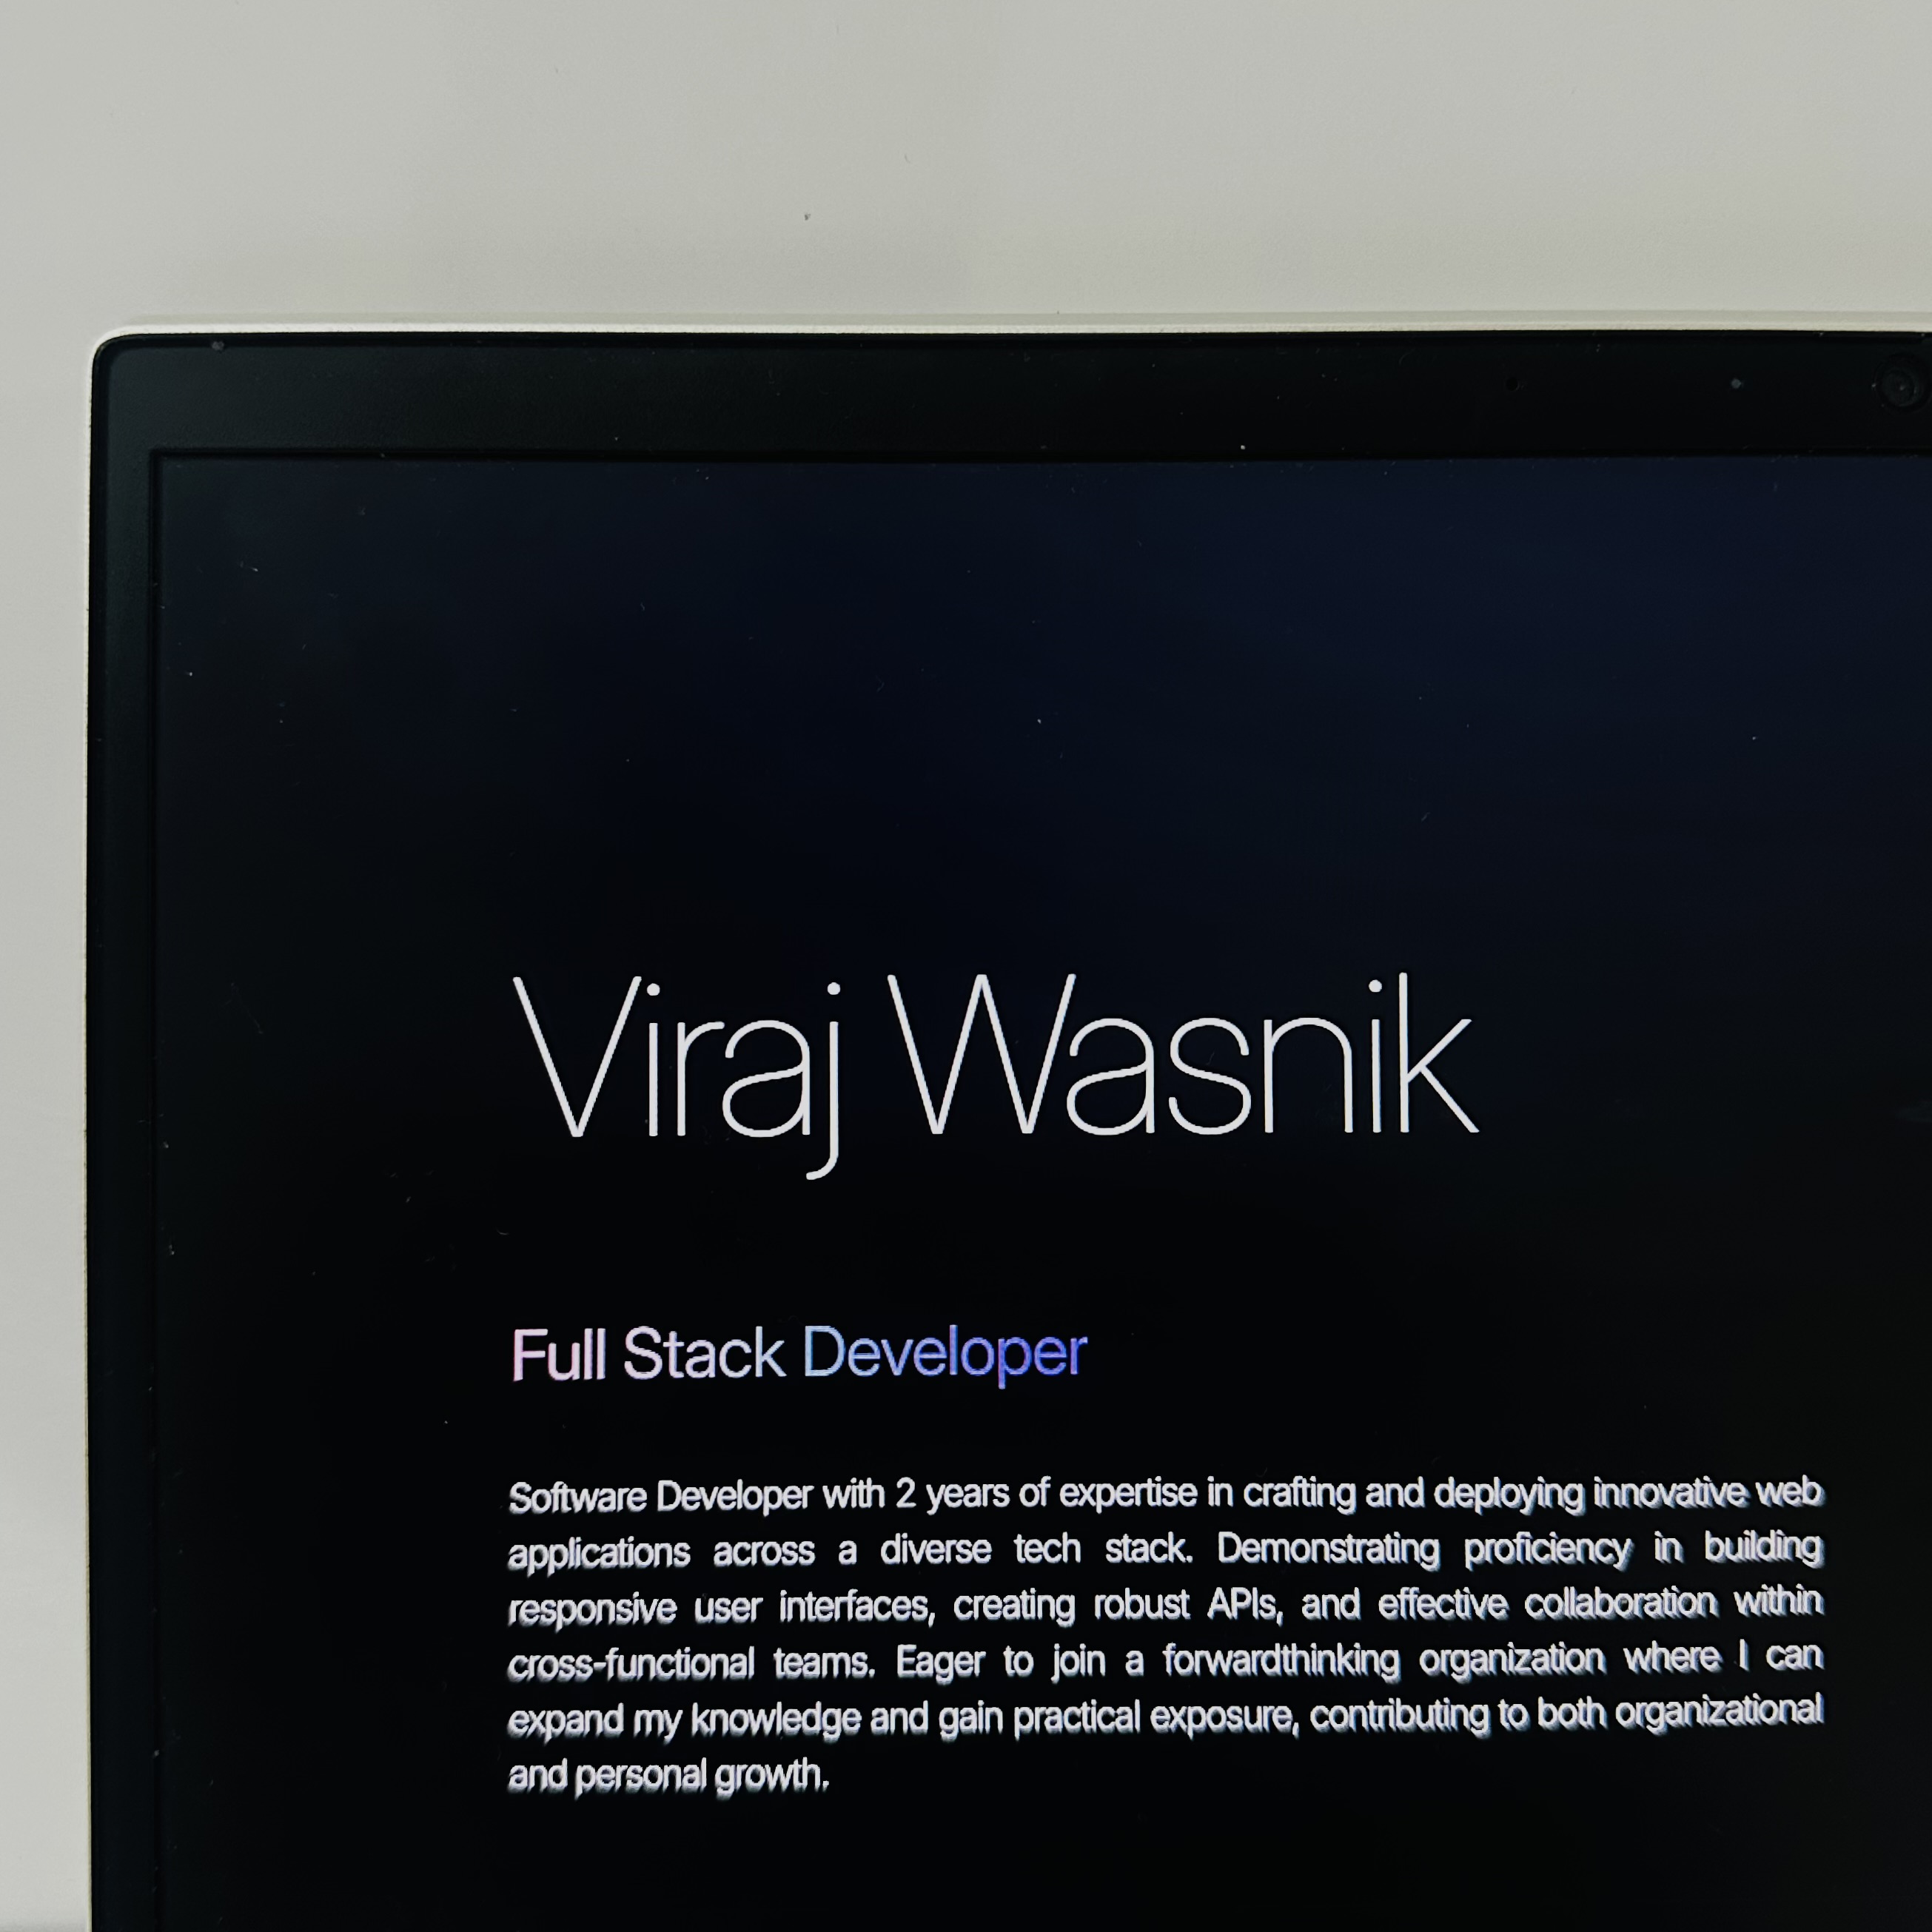 Viraj Wasnik
Full Stack Developer
Software Developer with 2 years of expertise in crafting and deploying innovative web
applications across a diverse tech stack. Demonstrating proficiency in building
responsive user interfaces, creating robust APIs, and effective collaboration within
cross-functional teams. Eager to join a forwardthinking organization where I can
expand my knowledge and gain practical exposure, contributing to both organizational
and personal growth.